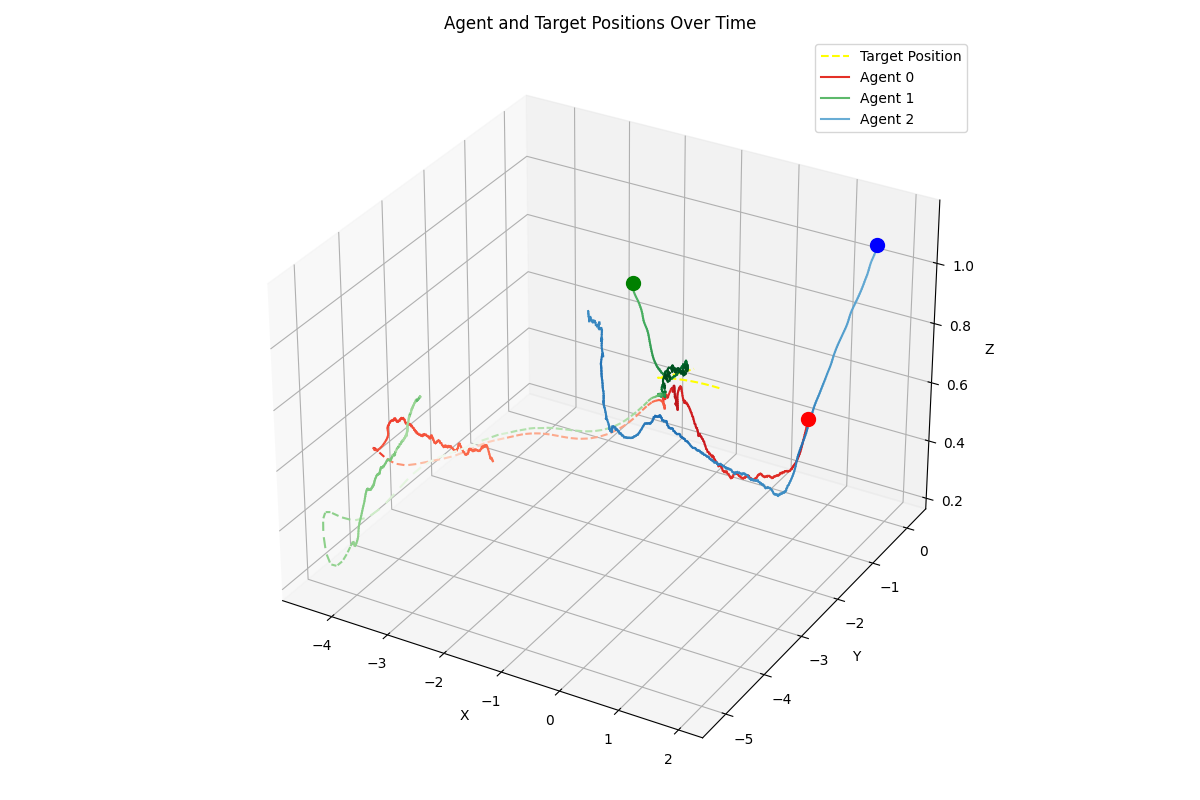 Agent and Target Positions Over Time
Target Position
Agent 0
Agent 1
Agent 2
1.0
0.8
Z
0.6
0.4
0.2
0
−1
−2
−3
Y
−4
−5
−4
−3
−2
−1
X
0
1
2